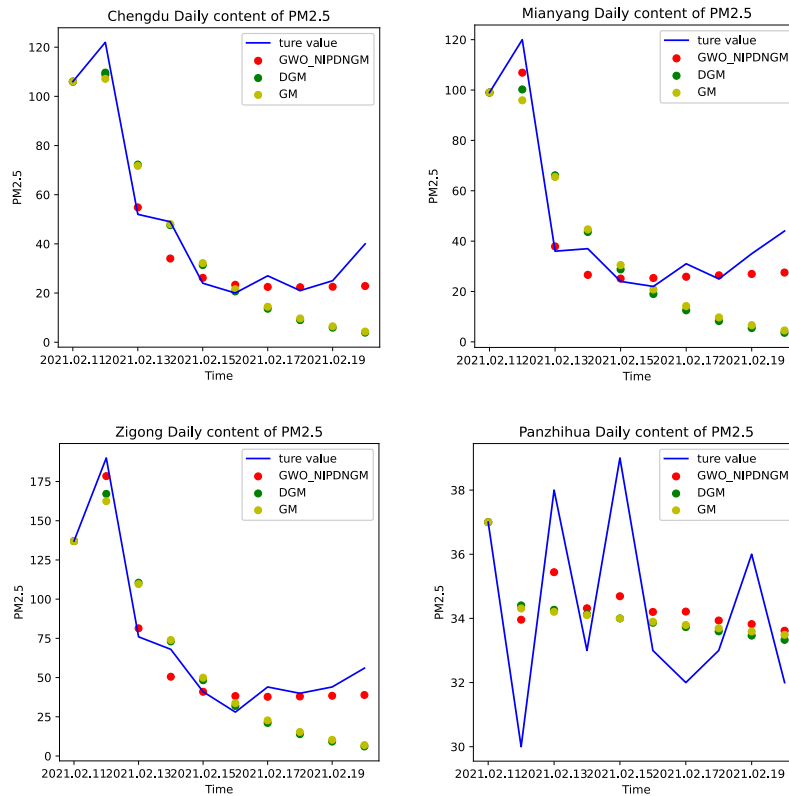 Chengdu Daily content of PM2.5
ture value
GWO_NIPDNGM
DGM
GM
PM2.5
120
100
80
60
40
20
0
2021.02.11 2021.02.13 2021.02.15 2021.02.17 2021.02.19
Time
Mianyang Daily content of PM2.5
ture value
GWO_NIPDNGM
DGM
GM
PM2.5
120
100
80
60
40
20
0
2021.02.11 2021.02.13 2021.02.15 2021.02.17 2021.02.19
Time
Zigong Daily content of PM2.5
ture value
GWO_NIPDNGM
DGM
GM
PM2.5
175
150
125
100
75
50
25
0
2021.02.11 2021.02.13 2021.02.15 2021.02.17 2021.02.19
Time
Panzhihua Daily content of PM2.5
ture value
GWO_NIPDNGM
DGM
GM
PM2.5
38
36
34
32
30
2021.02.11 2021.02.13 2021.02.15 2021.02.17 2021.02.19
Time